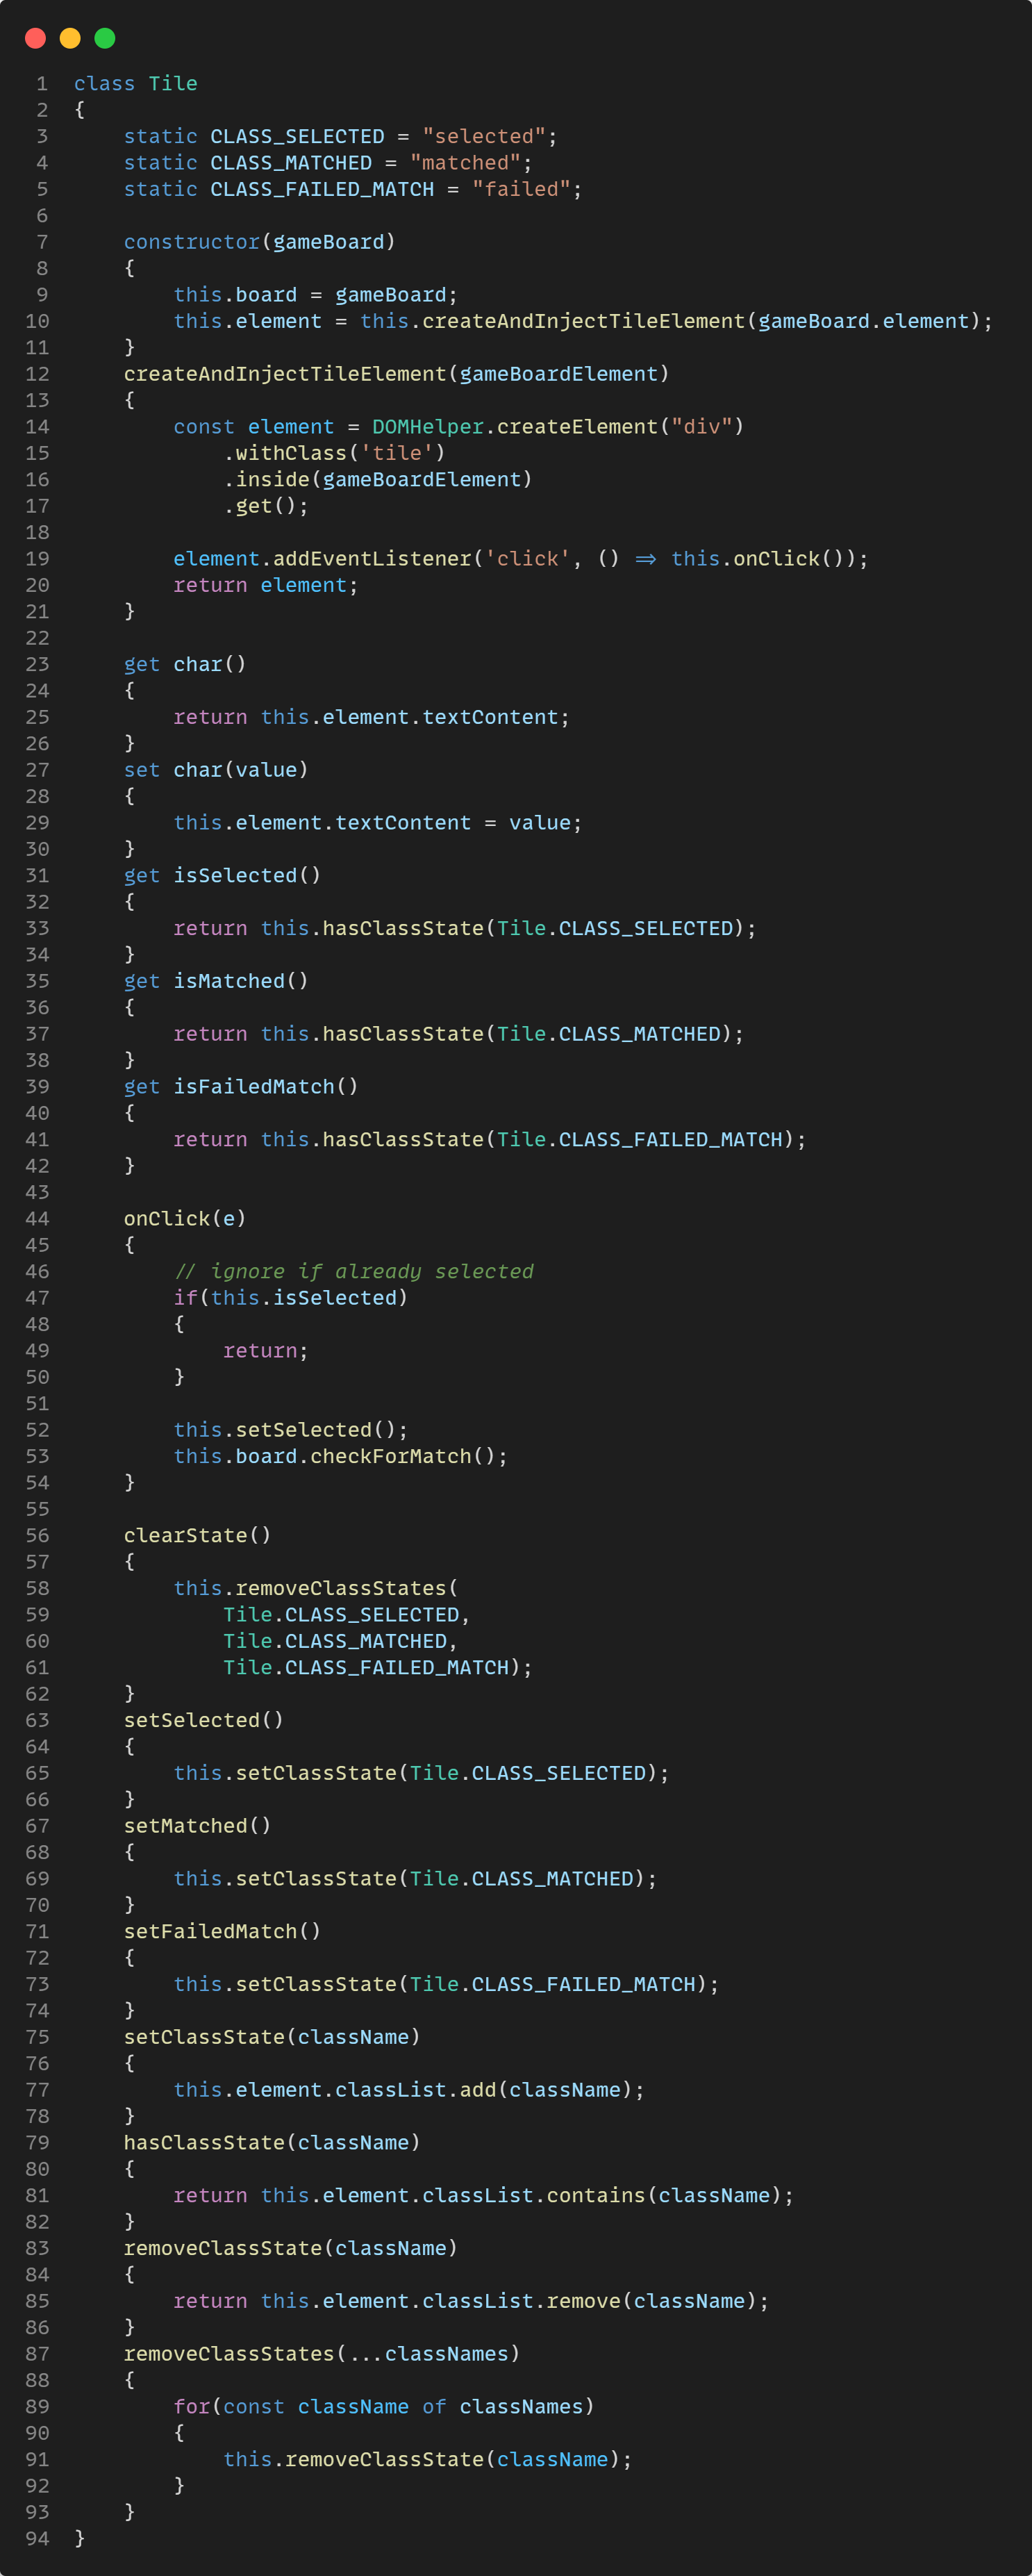 1 class Tile
2 {
3     static CLASS_SELECTED = "selected";
4     static CLASS_MATCHED = "matched";
5     static CLASS_FAILED_MATCH = "failed";
6
7     constructor(gameBoard)
8     {
9         this.board = gameBoard;
10         this.element = this.createAndInjectTileElement(gameBoard.element);
11     }
12     createAndInjectTileElement(gameBoardElement)
13     {
14         const element = DOMHelper.createElement("div")
15             .withClass('tile')
16             .inside(gameBoardElement)
17             .get();
18
19         element.addEventListener('click', () => this.onClick());
20         return element;
21     }
22
23     get char()
24     {
25         return this.element.textContent;
26     }
27     set char(value)
28     {
29         this.element.textContent = value;
30     }
31     get isSelected()
32     {
33         return this.hasClassState(Tile.CLASS_SELECTED);
34     }
35     get isMatched()
36     {
37         return this.hasClassState(Tile.CLASS_MATCHED);
38     }
39     get isFailedMatch()
40     {
41         return this.hasClassState(Tile.CLASS_FAILED_MATCH);
42     }
43
44     onClick(e)
45     {
46         // ignore if already selected
47         if(this.isSelected)
48         {
49             return;
50         }
51
52         this.setSelected();
53         this.board.checkForMatch();
54     }
55
56     clearState()
57     {
58         this.removeClassStates(
59             Tile.CLASS_SELECTED,
60             Tile.CLASS_MATCHED,
61             Tile.CLASS_FAILED_MATCH);
62     }
63     setSelected()
64     {
65         this.setClassState(Tile.CLASS_SELECTED);
66     }
67     setMatched()
68     {
69         this.setClassState(Tile.CLASS_MATCHED);
70     }
71     setFailedMatch()
72     {
73         this.setClassState(Tile.CLASS_FAILED_MATCH);
74     }
75     setClassState(className)
76     {
77         this.element.classList.add(className);
78     }
79     hasClassState(className)
80     {
81         return this.element.classList.contains(className);
82     }
83     removeClassState(className)
84     {
85         return this.element.classList.remove(className);
86     }
87     removeClassStates(...classNames)
88     {
89         for(const className of classNames)
90         {
91             this.removeClassState(className);
92         }
93     }
94 }